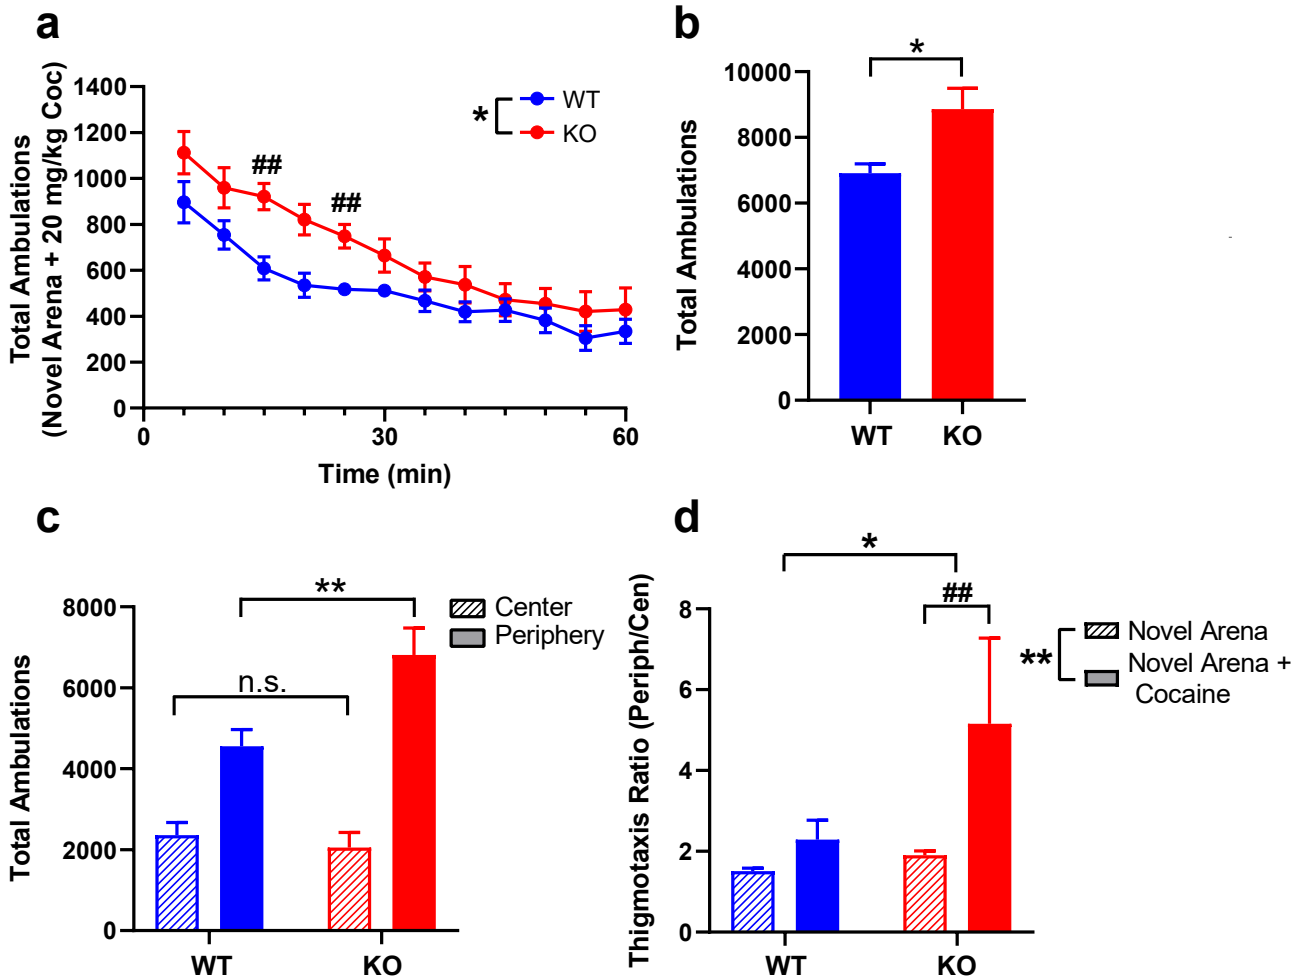 a
Total Ambulations
(Novel Arena + 20 mg/kg Coc)
1400
1200
1000
800
600
400
200
0
0
30
60
Time (min)
##
##
*
WT
KO
b
Total Ambulations
10000
8000
6000
4000
2000
0
*
WT
KO
c
Total Ambulations
8000
6000
4000
2000
0
n.s.
**
Center
Periphery
WT
KO
d
Thigmotaxis Ratio (Periph/Cen)
8
6
4
2
0
*
##
**
Novel Arena
Novel Arena +
Cocaine
WT
KO